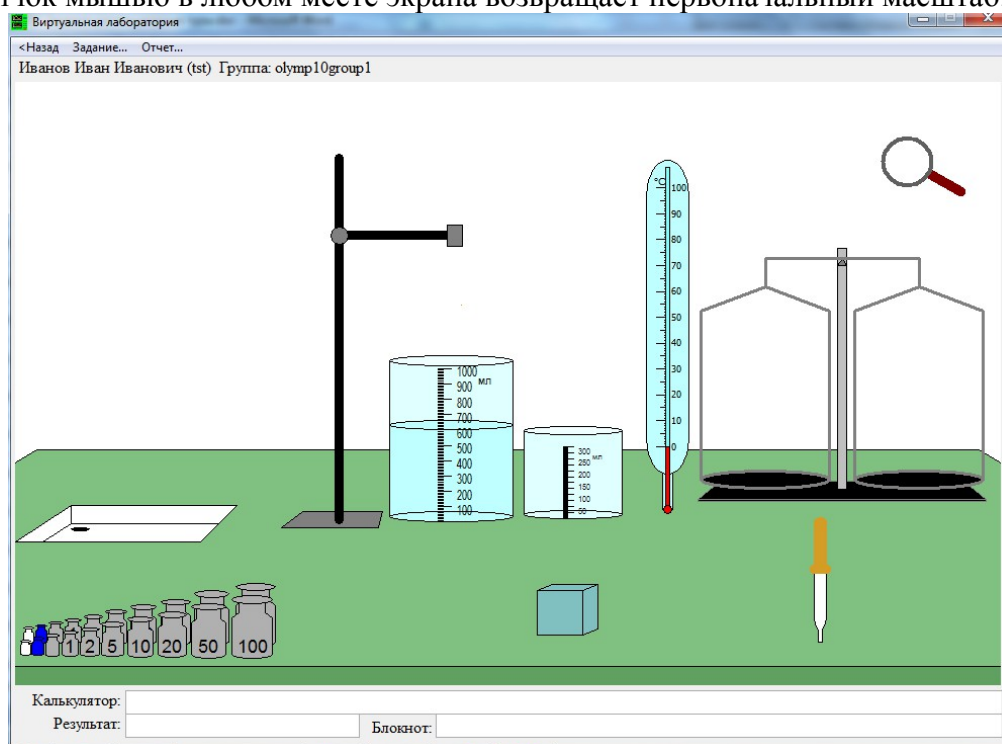 мышью в любом месте экрана возвращает первоначальный масштаб
Виртуальная лаборатория
<Назад Задание... Отчет...
Иванов Иван Иванович (tst) Группа: olymp10group1
°C
100
90
80
70
60
50
40
30
20
10
0
1000 мл
900
800
700
600
500
400
300
200
100
300 мл
250
200
150
100
50
1 2 5 10 20 50 100
Калькулятор:
Результат:
Блокнот: